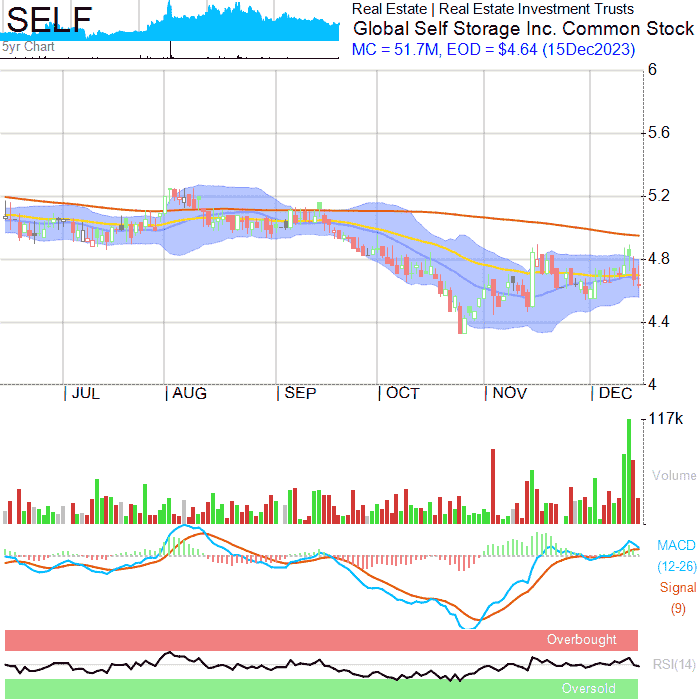 SELF
Real Estate | Real Estate Investment Trusts
Global Self Storage Inc. Common Stock
5yr Chart
MC = 51.7M, EOD = $4.64 (15Dec2023)
6
5.6
5.2
4.8
4.4
4
JUL AUG SEP OCT NOV DEC
117k
Volume
MACD
(12-26)
Signal
(9)
Overbought
RSI(14)
Oversold